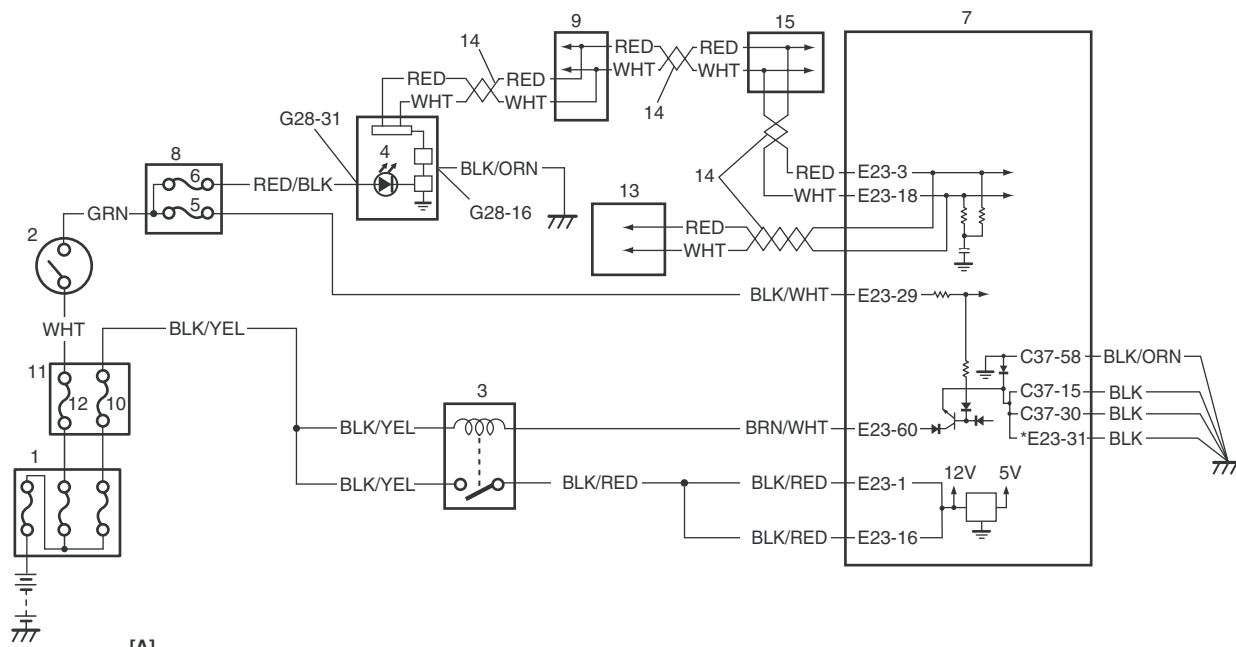 9
15
7
14
RED
RED
RED
WHT
WHT
RED
RED
WHT
WHT
14
G28-31
4
8
6
RED/BLK
BLK/ORN
14
RED
E23-3
WHT
E23-18
GRN
5
G28-16
13
RED
WHT
2
BLK/WHT
E23-29
WHT
BLK/YEL
C37-58
BLK/ORN
11
12
10
3
C37-15
BLK
C37-30
BLK
BLK/YEL
BRN/WHT
E23-60
*E23-31
BLK
1
12V
5V
BLK/YEL
BLK/RED
BLK/RED
E23-1
BLK/RED
E23-16
[A]